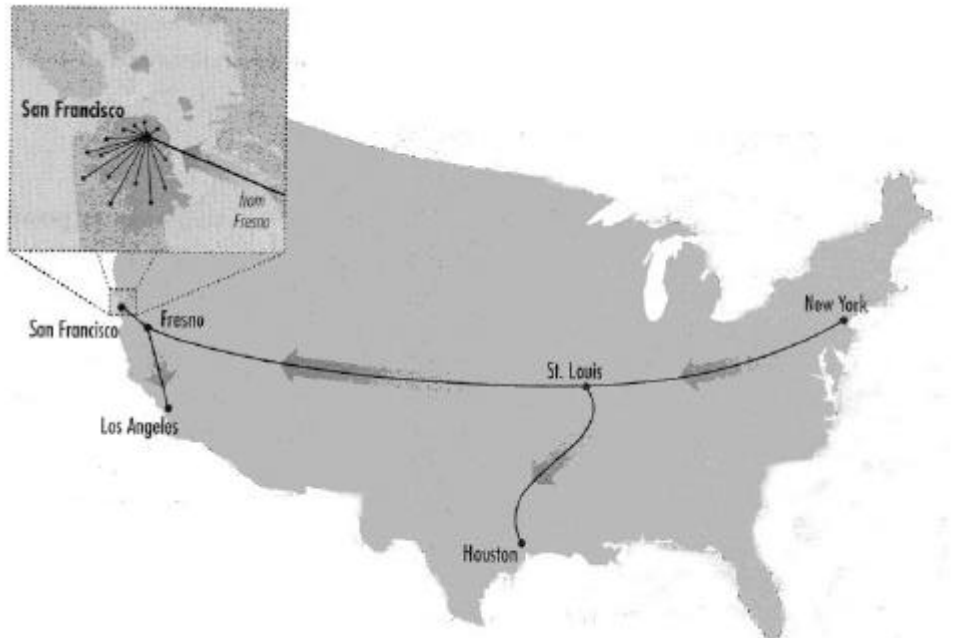 San Francisco
from
Fresno
San Francisco
Fresno
New York
St. Louis
Los Angeles
Houston